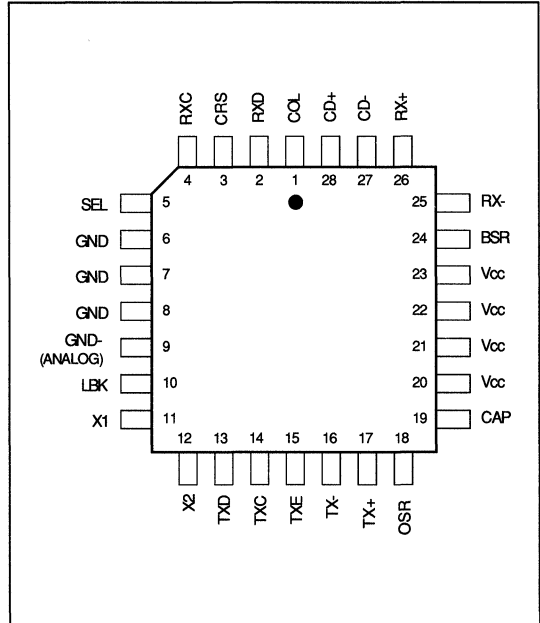 RXC CRS RXD COL CD+ CD- RX+
4 3 2 1 28 27 26
SEL 5 25 RX-
GND 6 24 BSR
GND 7 23 Vcc
GND 8 22 Vcc
GND- 9 21 Vcc
(ANALOG)
LBK 10 20 Vcc
X1 11 19 CAP
12 13 14 15 16 17 18
X2 TXD TXC TXE TX- TX+ OSR